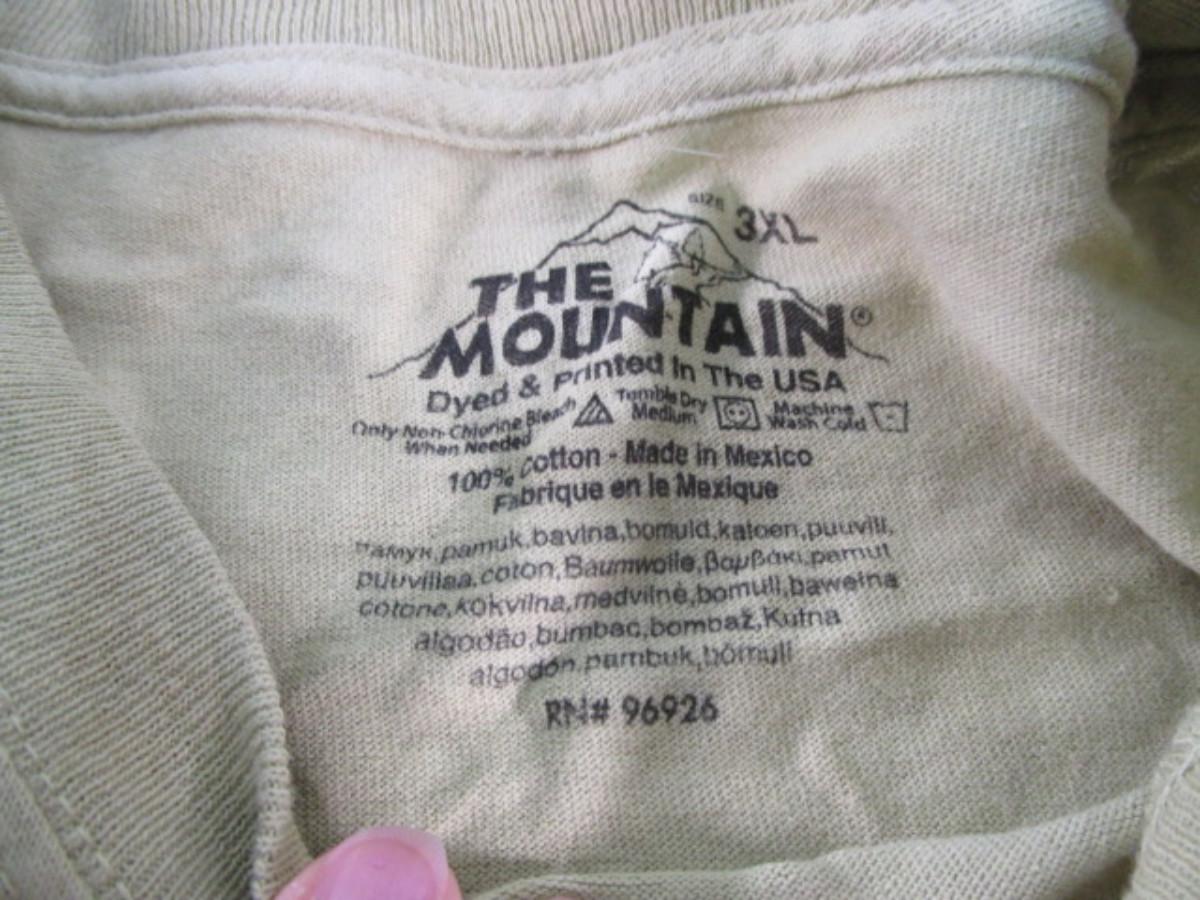 SIZE 3XL
THE
MOUNTAIN®
Dyed & Printed In The USA
Only Non-Chlorine Bleach When Needed
Tumble Dry Medium
Machine Wash Cold
100% Cotton - Made in Mexico
Fabrique en le Mexique
памук,pamuk,bavlna,bomuld,katoen,puuvill,
puuvillaa,coton,Baumwolle,βαμβάκι,pamut
cotone,kokvilna,medvilnė,bomull,bawełna
algodão,bumbac,bombaž,Kutna
algodón,pambuk,bómull
RN# 96926